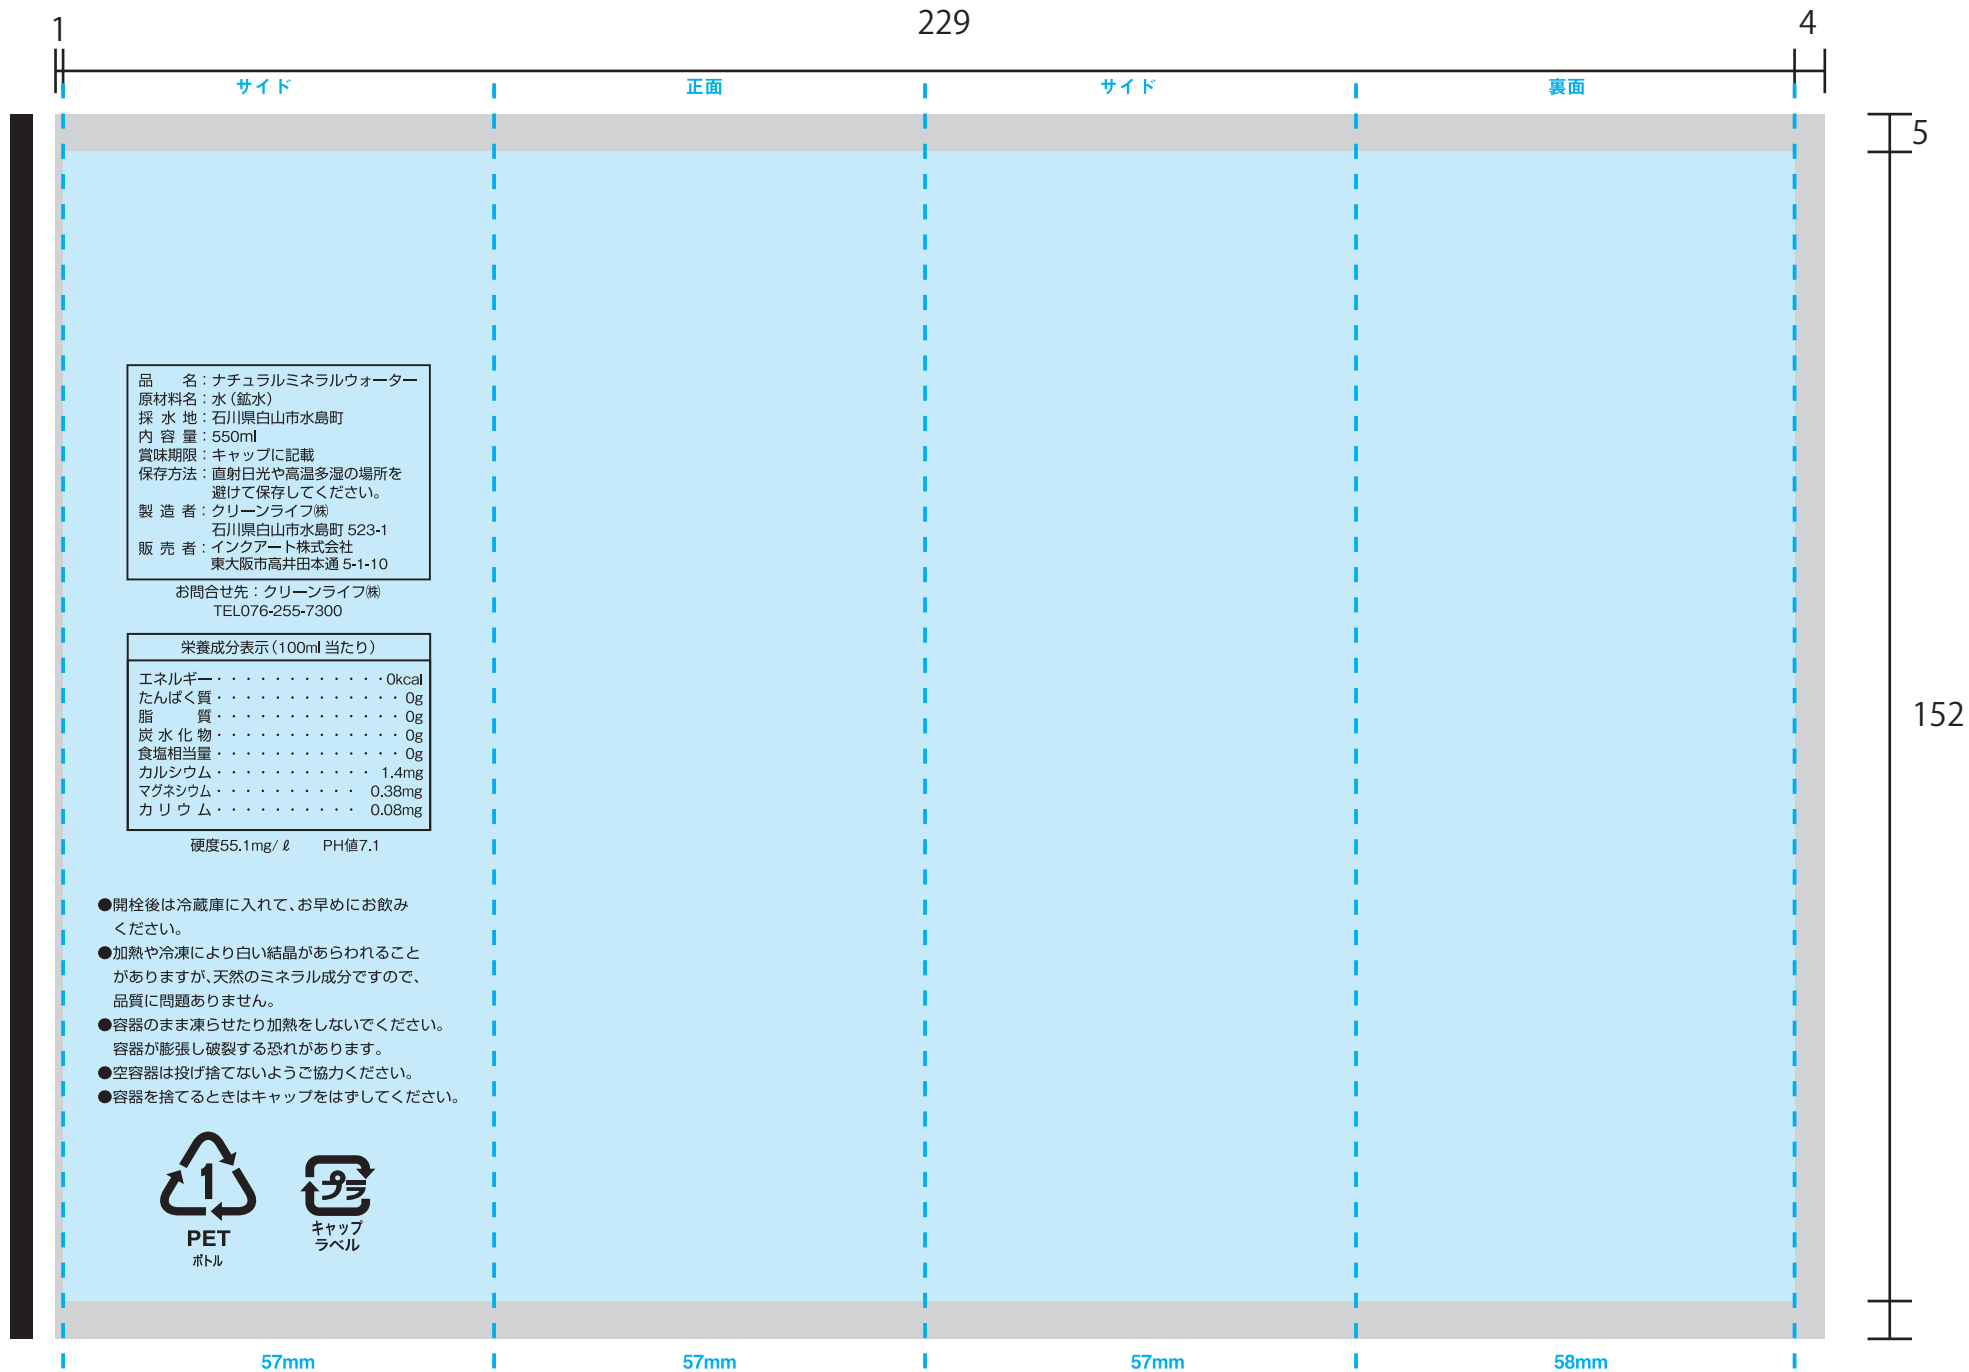 1
229
4
サイド
正面
サイド
裏面
5
152
品　　名：ナチュラルミネラルウォーター
原材料名：水（鉱水）
採 水 地：石川県白山市水島町
内 容 量：550ml
賞味期限：キャップに記載
保存方法：直射日光や高温多湿の場所を
避けて保存してください。
製 造 者：クリーンライフ㈱
石川県白山市水島町 523-1
販 売 者：インクアート株式会社
東大阪市高井田本通 5-1-10
お問合せ先：クリーンライフ㈱
TEL076-255-7300
栄養成分表示（100ml 当たり）
エネルギー・・・・・・・・・・・・0kcal
たんぱく質・・・・・・・・・・・・・0g
脂　　質・・・・・・・・・・・・・0g
炭 水 化 物・・・・・・・・・・・・・0g
食塩相当量・・・・・・・・・・・・・0g
カルシウム・・・・・・・・・・・1.4mg
マグネシウム・・・・・・・・・・0.38mg
カ リ ウ ム・・・・・・・・・・0.08mg
硬度55.1mg/ℓ　PH値7.1
●開栓後は冷蔵庫に入れて、お早めにお飲み
ください。
●加熱や冷凍により白い結晶があらわれること
がありますが、天然のミネラル成分ですので、
品質に問題ありません。
●容器のまま凍らせたり加熱をしないでください。
容器が膨張し破裂する恐れがあります。
●空容器は投げ捨てないようご協力ください。
●容器を捨てるときはキャップをはずしてください。
1
PET
ボトル
プラ
キャップ
ラベル
57mm
57mm
57mm
58mm